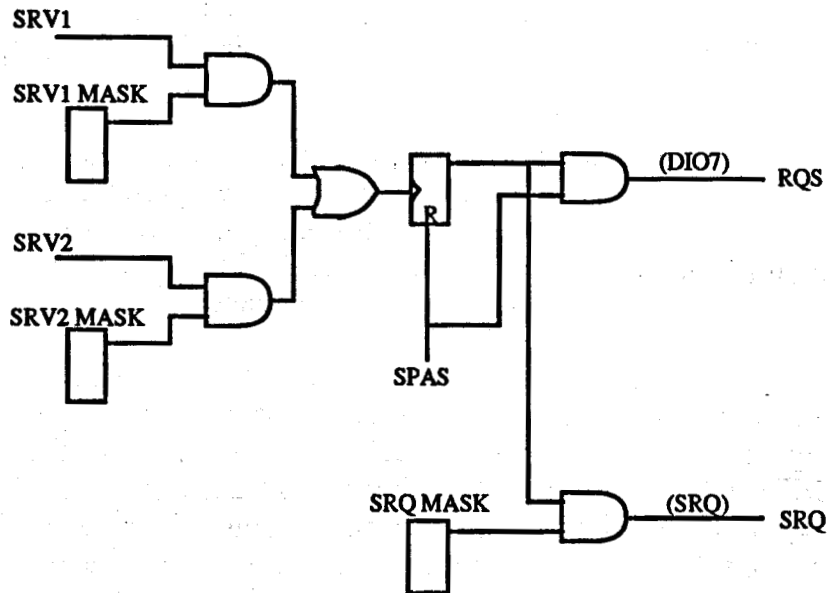 SRV1
SRV1 MASK
(DIO7)
RQS
R
SRV2
SRV2 MASK
SPAS
SRQ MASK
(SRQ)
SRQ